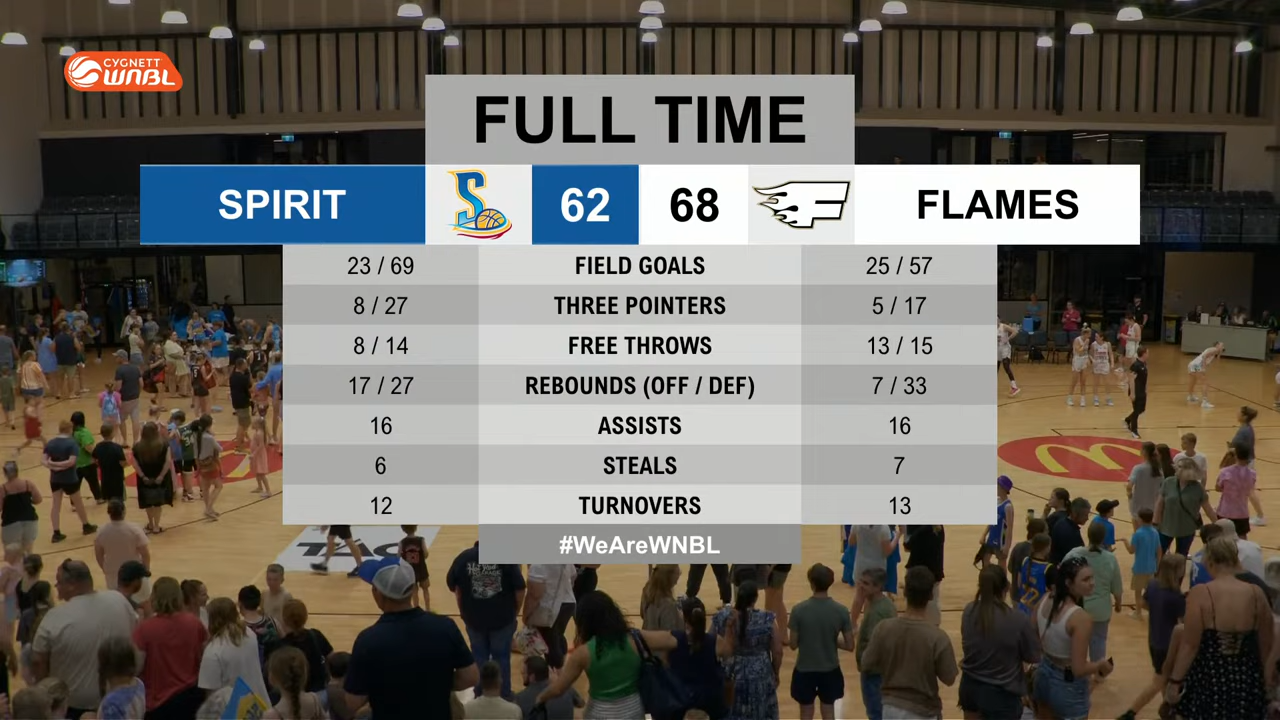 CYGNETT
WNBL
FULL TIME
SPIRIT S 62 68 F FLAMES
23 / 69 FIELD GOALS 25 / 57
8 / 27 THREE POINTERS 5 / 17
8 / 14 FREE THROWS 13 / 15
17 / 27 REBOUNDS (OFF / DEF) 7 / 33
16 ASSISTS 16
6 STEALS 7
12 TURNOVERS 13
#WeAreWNBL